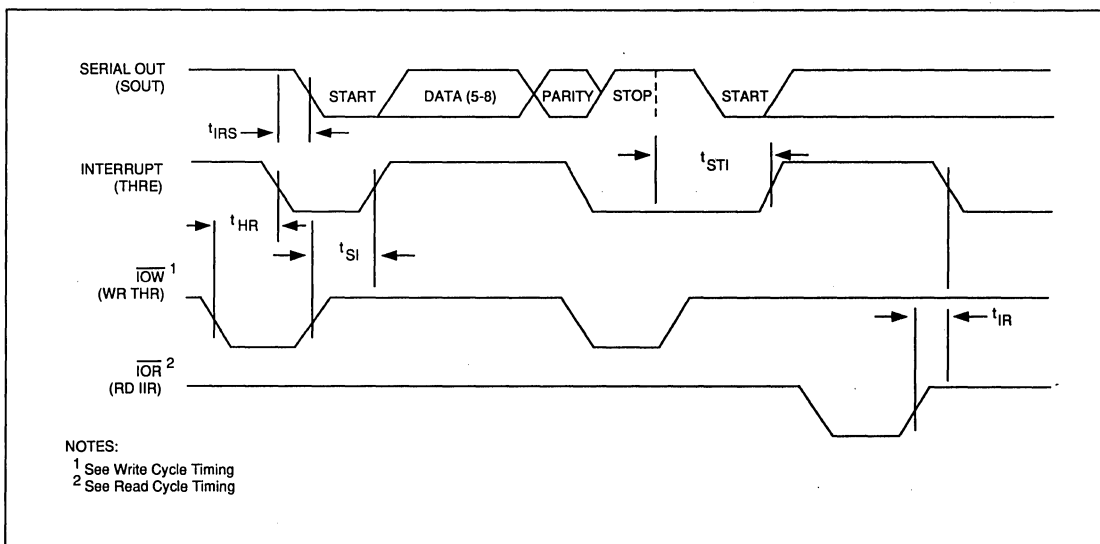 SERIAL OUT
(SOUT)
START
DATA (5-8)
PARITY
STOP
START
tIRS
INTERRUPT
(THRE)
tSTI
tHR
tSI
IOW 1
(WR THR)
tIR
IOR 2
(RD IIR)
NOTES:
1 See Write Cycle Timing
2 See Read Cycle Timing